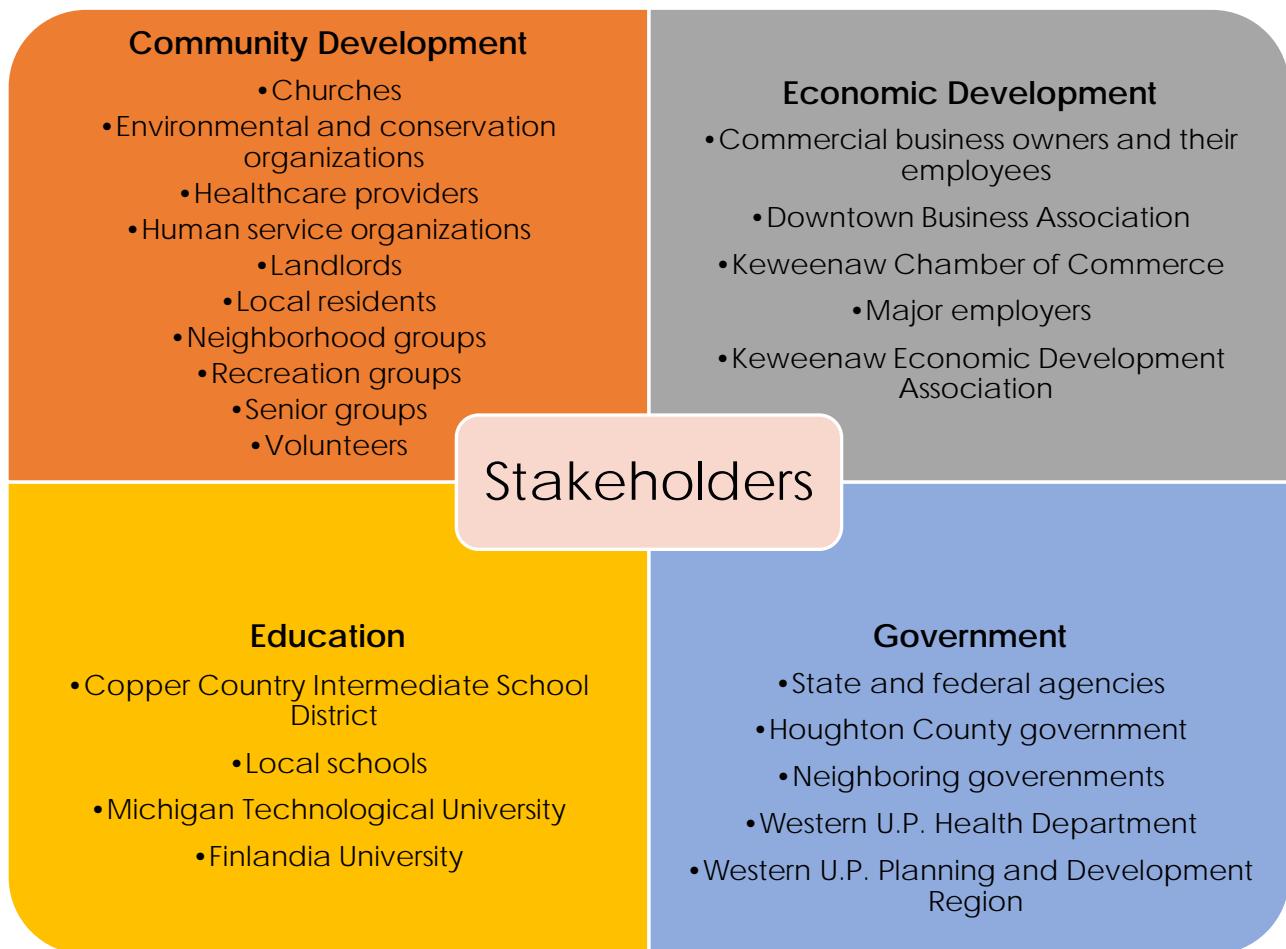 Community Development
•Churches
•Environmental and conservation
organizations
•Healthcare providers
•Human service organizations
•Landlords
•Local residents
•Neighborhood groups
•Recreation groups
•Senior groups
•Volunteers
Economic Development
•Commercial business owners and their
employees
•Downtown Business Association
•Keweenaw Chamber of Commerce
•Major employers
•Keweenaw Economic Development
Association
Stakeholders
Education
•Copper Country Intermediate School
District
•Local schools
•Michigan Technological University
•Finlandia University
Government
•State and federal agencies
•Houghton County government
•Neighboring goverenments
•Western U.P. Health Department
•Western U.P. Planning and Development
Region